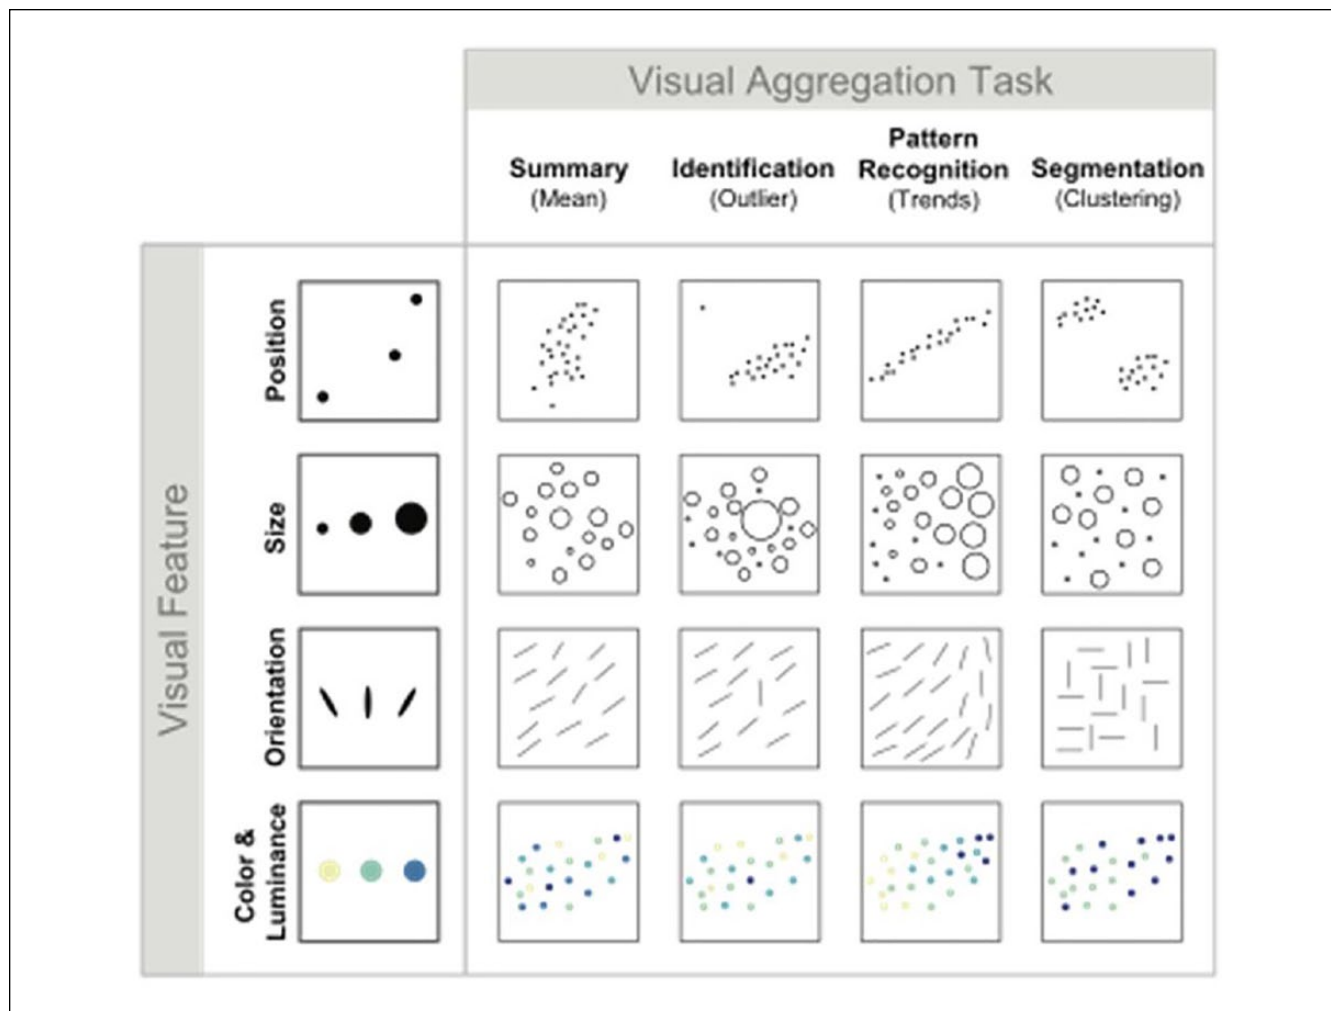 Visual Aggregation Task
Summary
(Mean)
Identification
(Outlier)
Pattern
Recognition
(Trends)
Segmentation
(Clustering)
Visual Feature
Position
Size
Orientation
Color &
Luminance